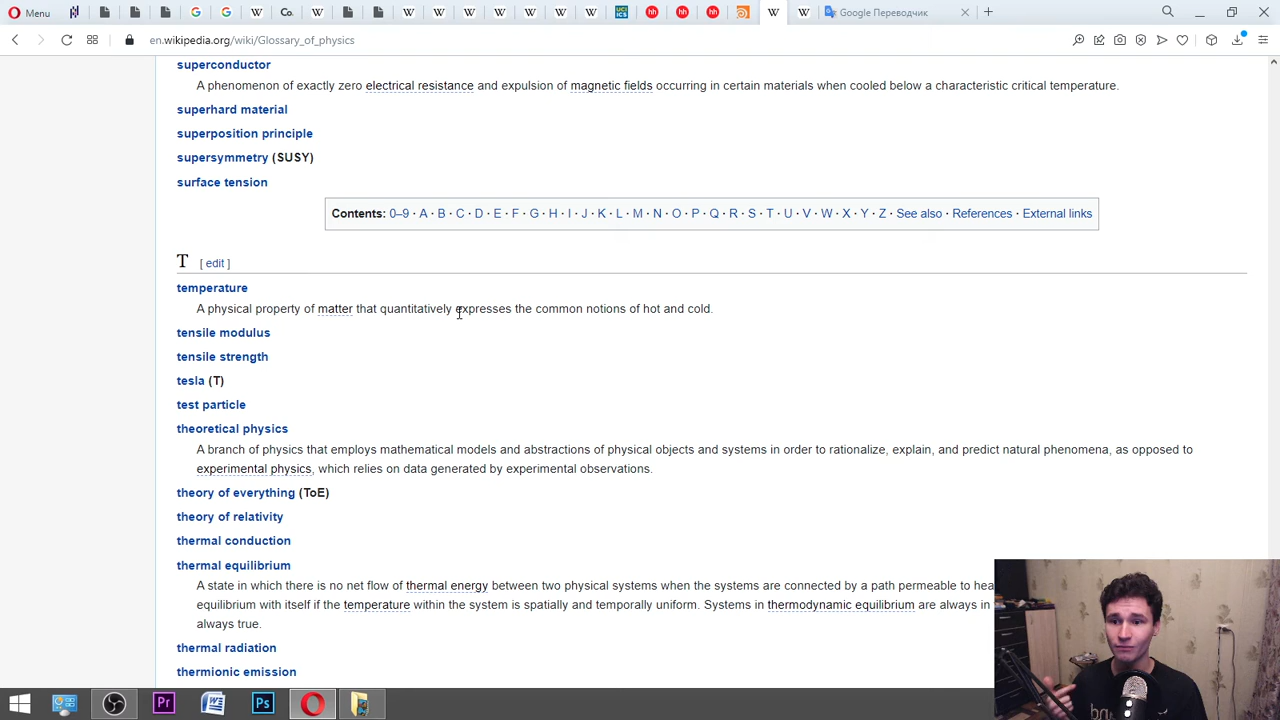 Menu
Co.
UCI
ICS
hh
hh
hh
Google Переводчик
en.wikipedia.org/wiki/Glossary_of_physics
superconductor
A phenomenon of exactly zero electrical resistance and expulsion of magnetic fields occurring in certain materials when cooled below a characteristic critical temperature.
superhard material
superposition principle
supersymmetry (SUSY)
surface tension
Contents: 0–9 · A · B · C · D · E · F · G · H · I · J · K · L · M · N · O · P · Q · R · S · T · U · V · W · X · Y · Z · See also · References · External links
T [ edit ]
temperature
A physical property of matter that quantitatively expresses the common notions of hot and cold.
tensile modulus
tensile strength
tesla (T)
test particle
theoretical physics
A branch of physics that employs mathematical models and abstractions of physical objects and systems in order to rationalize, explain, and predict natural phenomena, as opposed to
experimental physics, which relies on data generated by experimental observations.
theory of everything (ToE)
theory of relativity
thermal conduction
thermal equilibrium
A state in which there is no net flow of thermal energy between two physical systems when the systems are connected by a path permeable to hea
equilibrium with itself if the temperature within the system is spatially and temporally uniform. Systems in thermodynamic equilibrium are always in
always true.
thermal radiation
thermionic emission
Pr
W
Ps